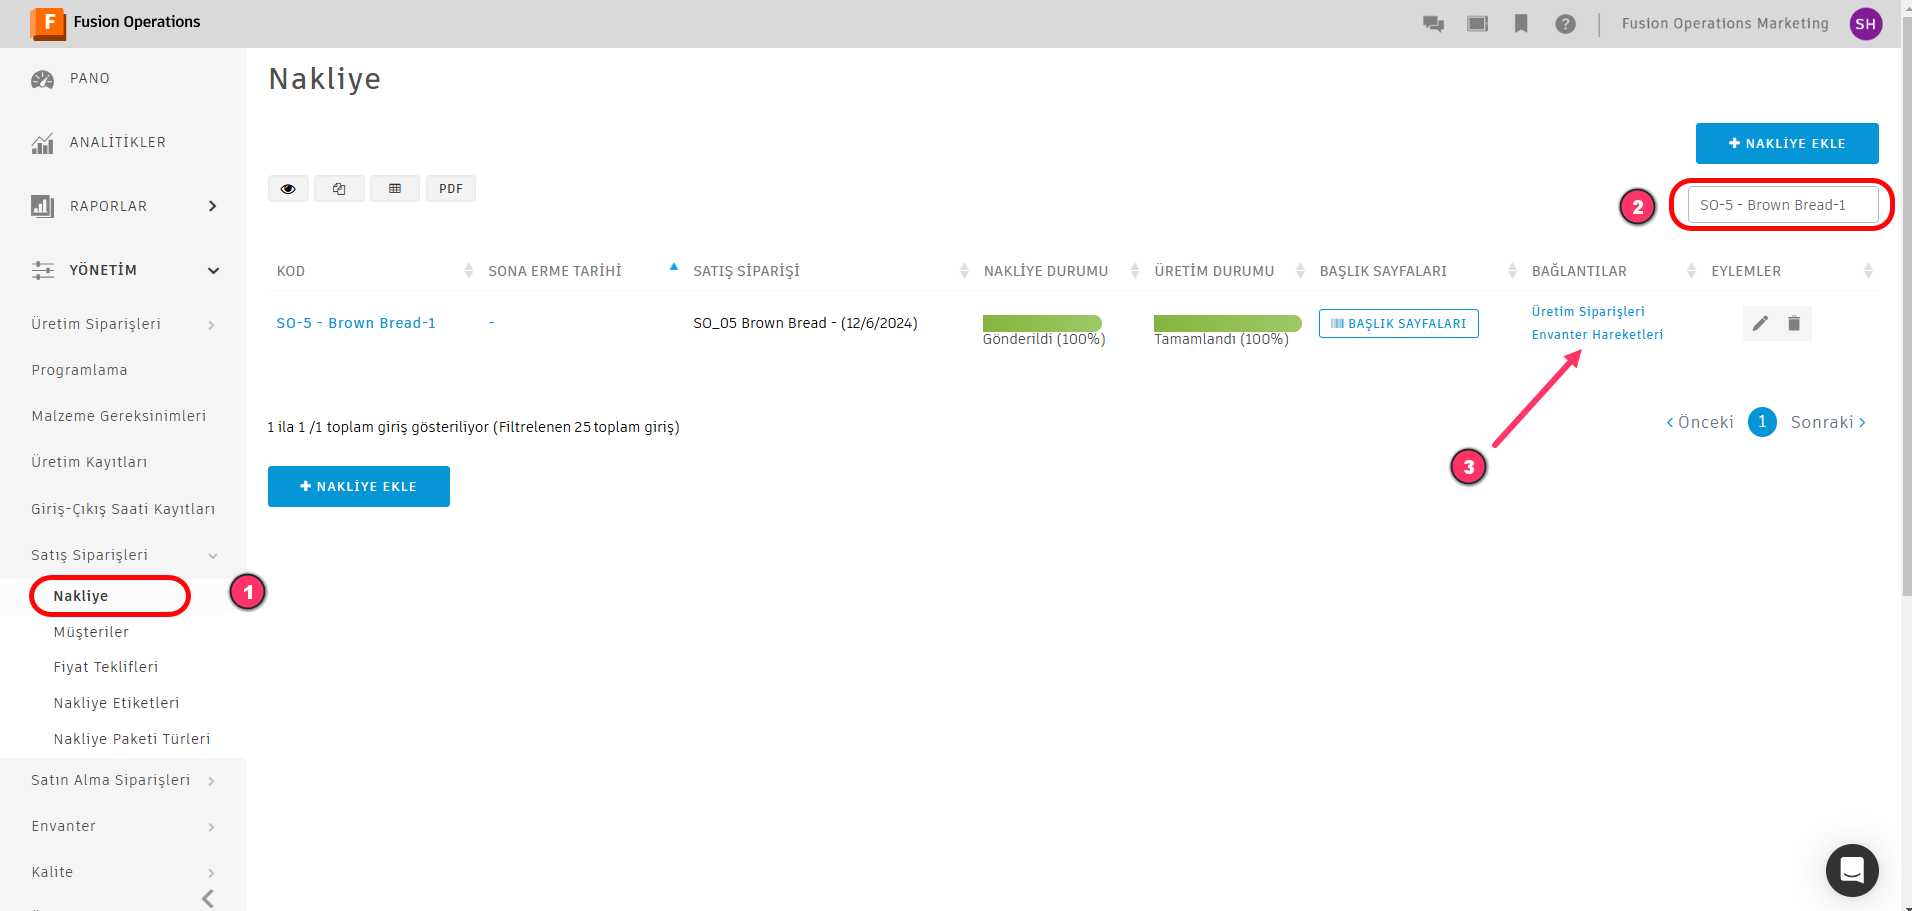 F Fusion Operations
Fusion Operations Marketing SH
PANO
ANALİTİKLER
RAPORLAR
YÖNETİM
Üretim Siparişleri
Programlama
Malzeme Gereksinimleri
Üretim Kayıtları
Giriş-Çıkış Saati Kayıtları
Satış Siparişleri
Nakliye
1
Müşteriler
Fiyat Teklifleri
Nakliye Etiketleri
Nakliye Paketi Türleri
Satın Alma Siparişleri
Envanter
Kalite
Nakliye
+ NAKLİYE EKLE
PDF
2
SO-5 - Brown Bread-1
KOD SONA ERME TARİHİ SATIŞ SİPARİŞİ NAKLİYE DURUMU ÜRETİM DURUMU BAŞLIK SAYFALARI BAĞLANTILAR EYLEMLER
SO-5 - Brown Bread-1 - SO_05 Brown Bread - (12/6/2024) Gönderildi (100%) Tamamlandı (100%) BAŞLIK SAYFALARI Üretim Siparişleri
Envanter Hareketleri
3
1 ila 1 /1 toplam giriş gösteriliyor (Filtrelenen 25 toplam giriş)
Önceki 1 Sonraki
+ NAKLİYE EKLE